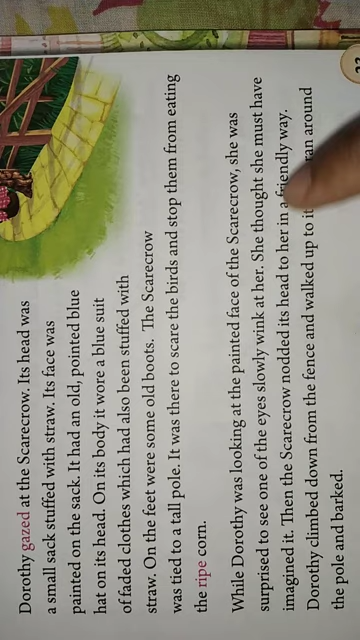 Dorothy gazed at the Scarecrow. Its head was
a small sack stuffed with straw. Its face was
painted on the sack. It had an old, pointed blue
hat on its head. On its body it wore a blue suit
of faded clothes which had also been stuffed with
straw. On the feet were some old boots. The Scarecrow
was tied to a tall pole. It was there to scare the birds and stop them from eating
the ripe corn.
While Dorothy was looking at the painted face of the Scarecrow, she was
surprised to see one of the eyes slowly wink at her. She thought she must have
imagined it. Then the Scarecrow nodded its head to her in a friendly way.
Dorothy climbed down from the fence and walked up to it ran around
the pole and barked.